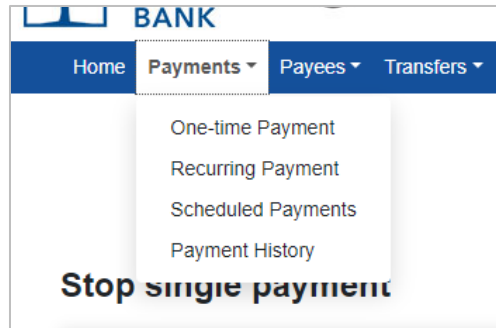 BANK
Home Payments Payees Transfers
One-time Payment
Recurring Payment
Scheduled Payments
Payment History
Stop single payment